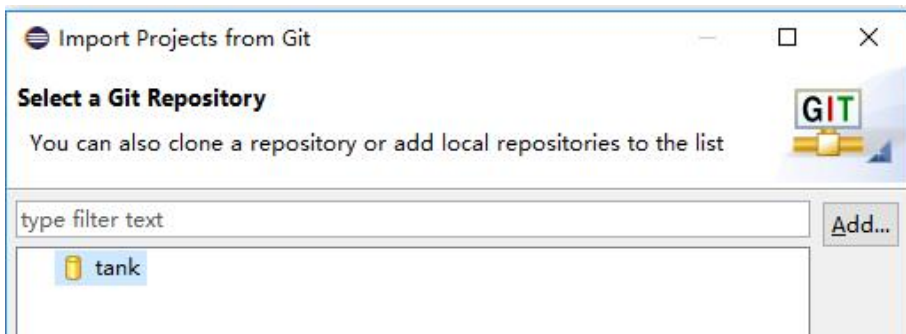 Import Projects from Git
Select a Git Repository
You can also clone a repository or add local repositories to the list
GIT
type filter text
Add...
tank